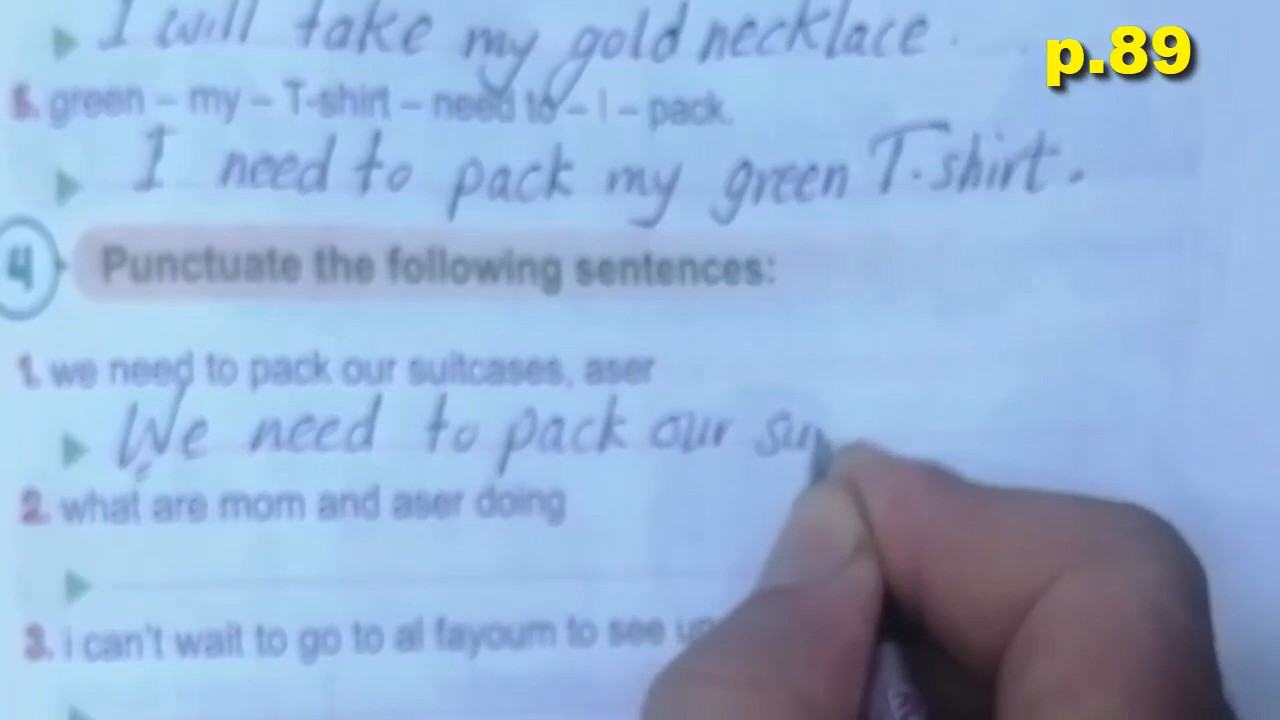 I will take my gold necklace.
p.89
5. green – my – T-shirt – need to – I – pack.
I need to pack my green T-shirt.
4
Punctuate the following sentences:
1. we need to pack our suitcases, aser
We need to pack our su
2. what are mom and aser doing
3. i can't wait to go to al fayoum to see